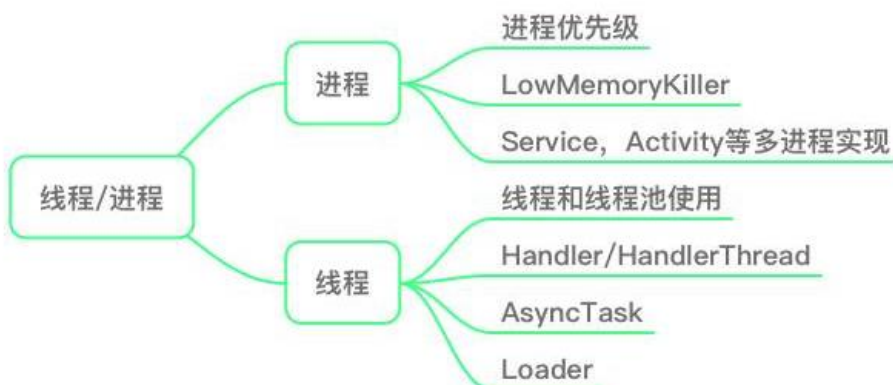 线程/进程
进程
进程优先级
LowMemoryKiller
Service，Activity等多进程实现
线程
线程和线程池使用
Handler/HandlerThread
AsyncTask
Loader